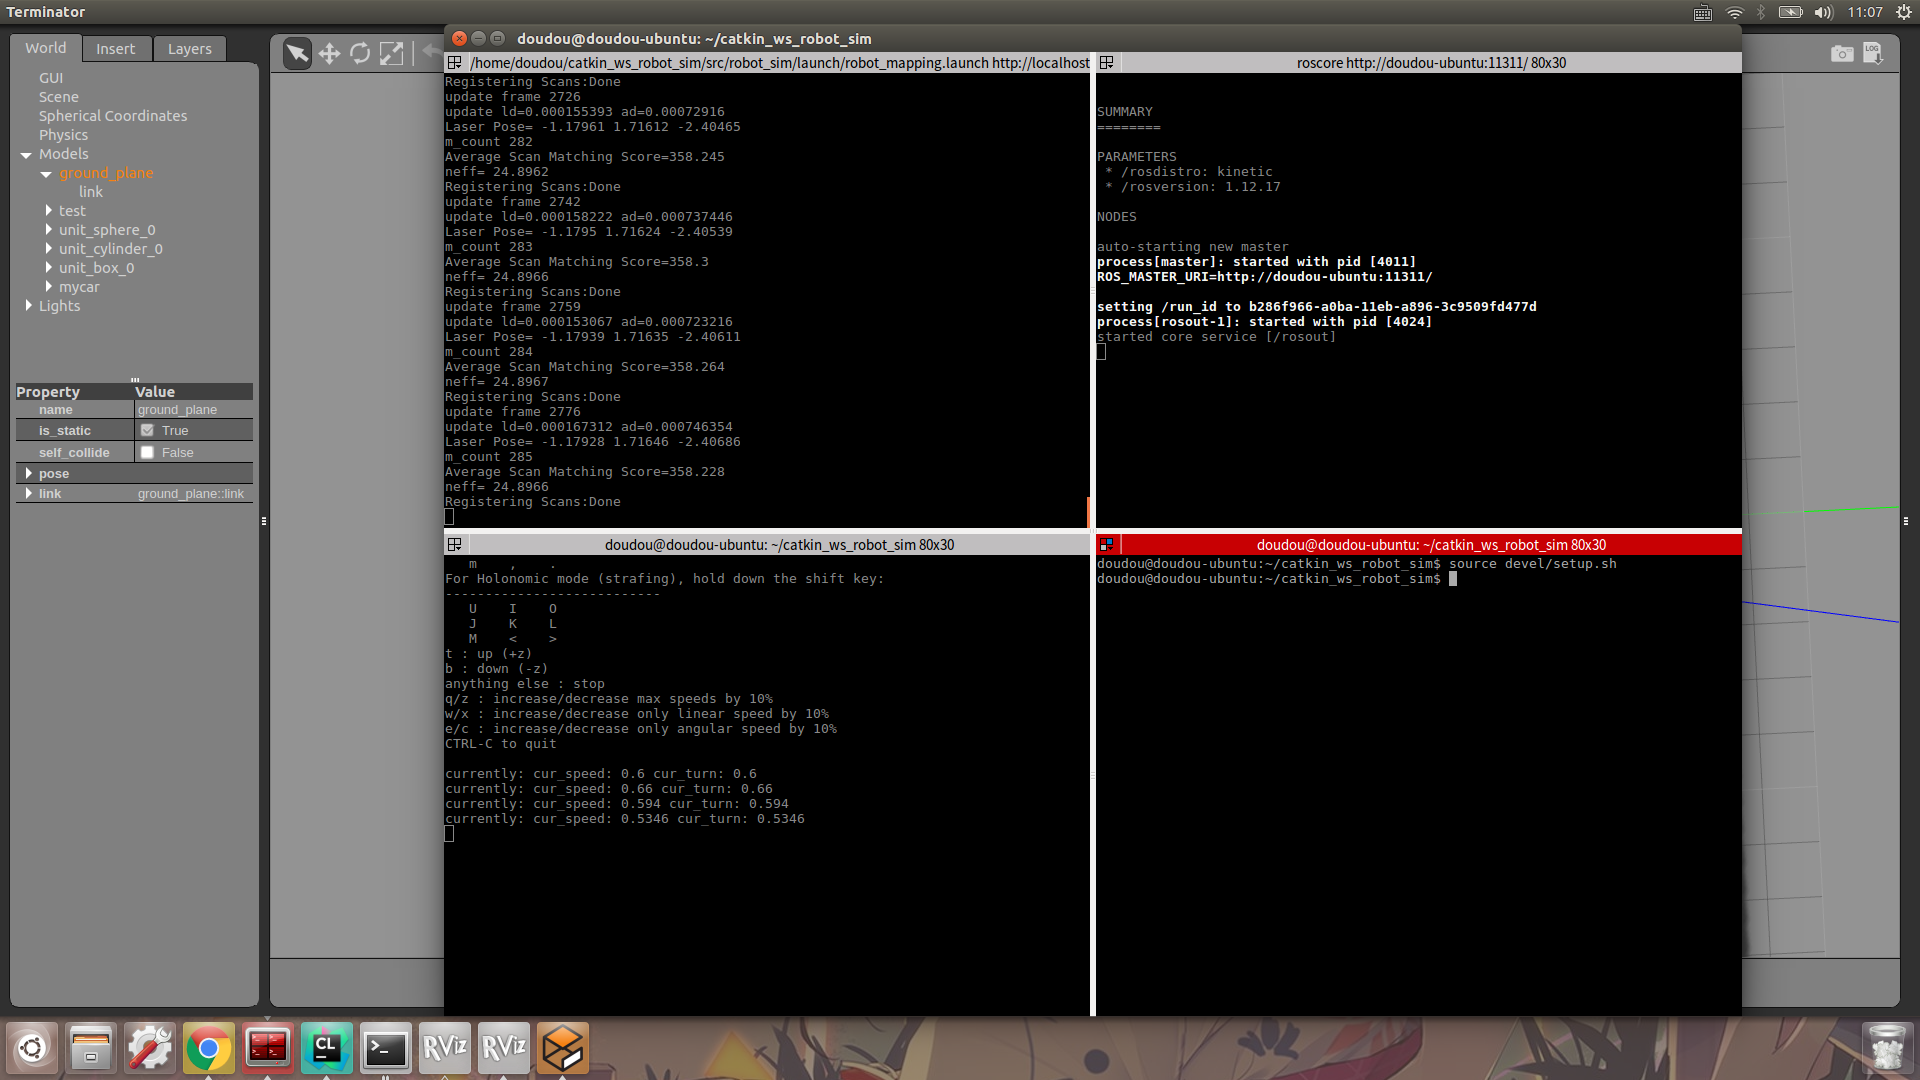 Terminator
11:07
World
Insert
Layers
GUI
Scene
Spherical Coordinates
Physics
Models
ground_plane
link
test
unit_sphere_0
unit_cylinder_0
unit_box_0
mycar
Lights
Property Value
name ground_plane
is_static True
self_collide False
pose
link ground_plane::link
LOG
doudou@doudou-ubuntu: ~/catkin_ws_robot_sim
/home/doudou/catkin_ws_robot_sim/src/robot_sim/launch/robot_mapping.launch http://localhost
Registering Scans:Done
update frame 2726
update ld=0.000155393 ad=0.00072916
Laser Pose= -1.17961 1.71612 -2.40465
m_count 282
Average Scan Matching Score=358.245
neff= 24.8962
Registering Scans:Done
update frame 2742
update ld=0.000158222 ad=0.000737446
Laser Pose= -1.1795 1.71624 -2.40539
m_count 283
Average Scan Matching Score=358.3
neff= 24.8966
Registering Scans:Done
update frame 2759
update ld=0.000153067 ad=0.000723216
Laser Pose= -1.17939 1.71635 -2.40611
m_count 284
Average Scan Matching Score=358.264
neff= 24.8967
Registering Scans:Done
update frame 2776
update ld=0.000167312 ad=0.000746354
Laser Pose= -1.17928 1.71646 -2.40686
m_count 285
Average Scan Matching Score=358.228
neff= 24.8966
Registering Scans:Done
roscore http://doudou-ubuntu:11311/ 80x30
SUMMARY
========
PARAMETERS
* /rosdistro: kinetic
* /rosversion: 1.12.17
NODES
auto-starting new master
process[master]: started with pid [4011]
ROS_MASTER_URI=http://doudou-ubuntu:11311/
setting /run_id to b286f966-a0ba-11eb-a896-3c9509fd477d
process[rosout-1]: started with pid [4024]
started core service [/rosout]
doudou@doudou-ubuntu: ~/catkin_ws_robot_sim 80x30
m , .
For Holonomic mode (strafing), hold down the shift key:
---------------------------
U I O
J K L
M < >
t : up (+z)
b : down (-z)
anything else : stop
q/z : increase/decrease max speeds by 10%
w/x : increase/decrease only linear speed by 10%
e/c : increase/decrease only angular speed by 10%
CTRL-C to quit
currently: cur_speed: 0.6 cur_turn: 0.6
currently: cur_speed: 0.66 cur_turn: 0.66
currently: cur_speed: 0.594 cur_turn: 0.594
currently: cur_speed: 0.5346 cur_turn: 0.5346
doudou@doudou-ubuntu: ~/catkin_ws_robot_sim 80x30
doudou@doudou-ubuntu:~/catkin_ws_robot_sim$ source devel/setup.sh
doudou@doudou-ubuntu:~/catkin_ws_robot_sim$
CL
>_
RViz
RViz